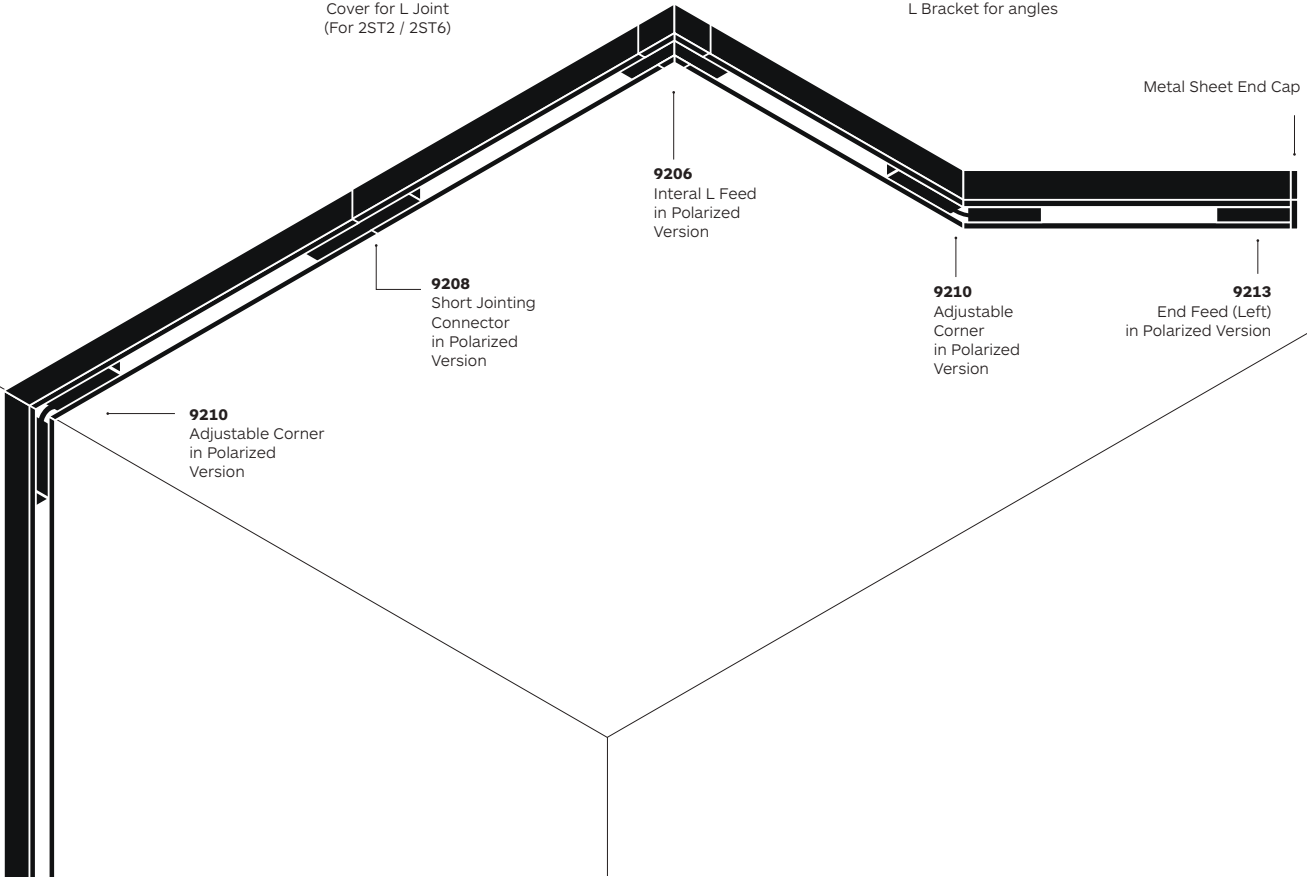 Cover for L Joint
(For 2ST2 / 2ST6)
L Bracket for angles
Metal Sheet End Cap
9206
Interal L Feed
in Polarized
Version
9208
Short Jointing
Connector
in Polarized
Version
9210
Adjustable
Corner
in Polarized
Version
9213
End Feed (Left)
in Polarized Version
9210
Adjustable Corner
in Polarized
Version